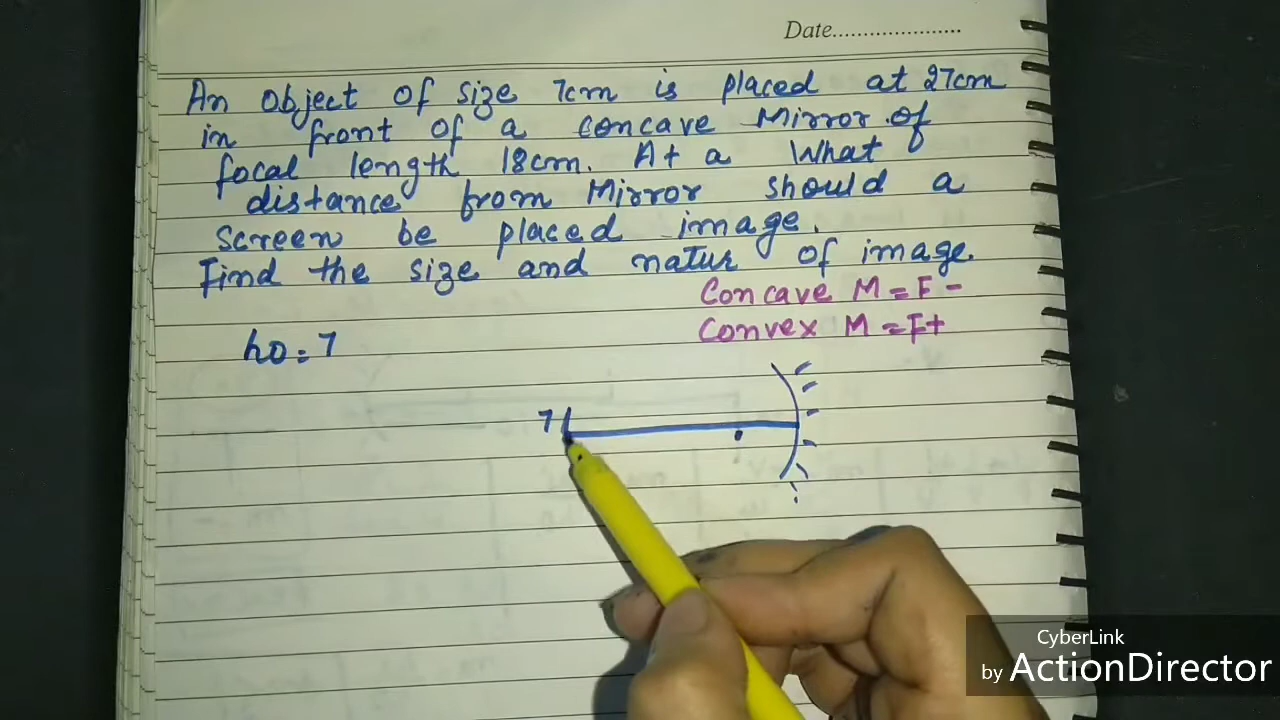 Date.....................
An object of size 7cm is placed at 27cm
in front of a concave Mirror of
focal length 18cm. At a What
distance from Mirror should a
screen be placed image.
Find the size and natur of image.
Concave M = F -
Convex M = F+
ho = 7
7
CyberLink
by ActionDirector